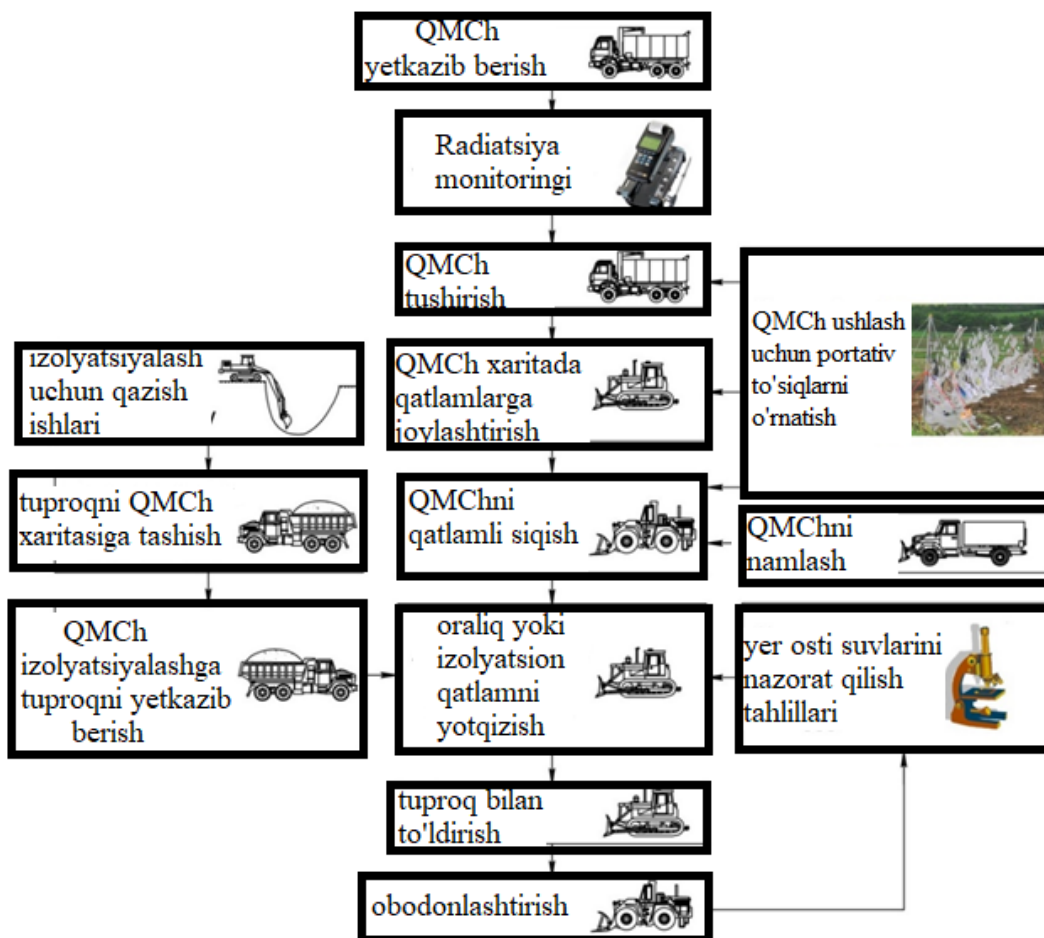 QMCh
yetkazib berish
Radiatsiya
monitoringi
QMCh
tushirish
QMCh ushlash
uchun portativ
to'siqlarni
o'rnatish
izolyatsiyalash
uchun qazish
ishlari
QMCh xaritada
qatlamlarga
joylashtirish
tuproqni QMCh
xaritasiga tashish
QMChni
qatlamli siqish
QMChni
namlash
QMCh
izolyatsiyalashga
tuproqni yetkazib
berish
oraliq yoki
izolyatsion
qatlamni
yotqizish
yer osti suvlarini
nazorat qilish
tahlillari
tuproq bilan
to'ldirish
obodonlashtirish